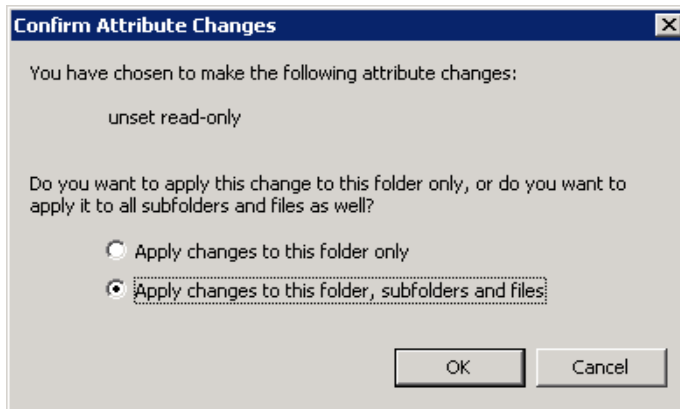 Confirm Attribute Changes
You have chosen to make the following attribute changes:
unset read-only
Do you want to apply this change to this folder only, or do you want to
apply it to all subfolders and files as well?
Apply changes to this folder only
Apply changes to this folder, subfolders and files
OK
Cancel